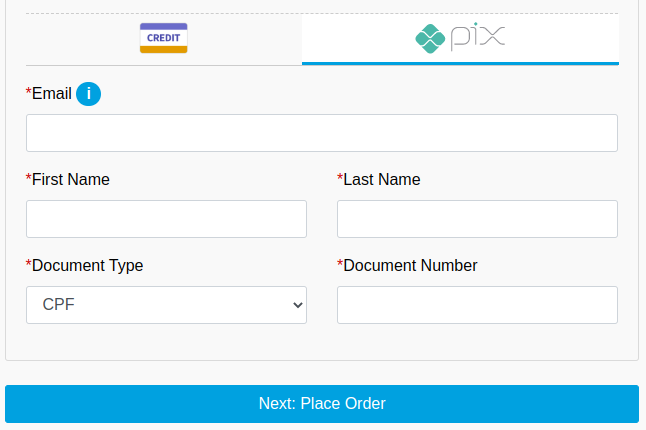 CREDIT
pix
*Email i
*First Name
*Last Name
*Document Type
*Document Number
CPF
Next: Place Order